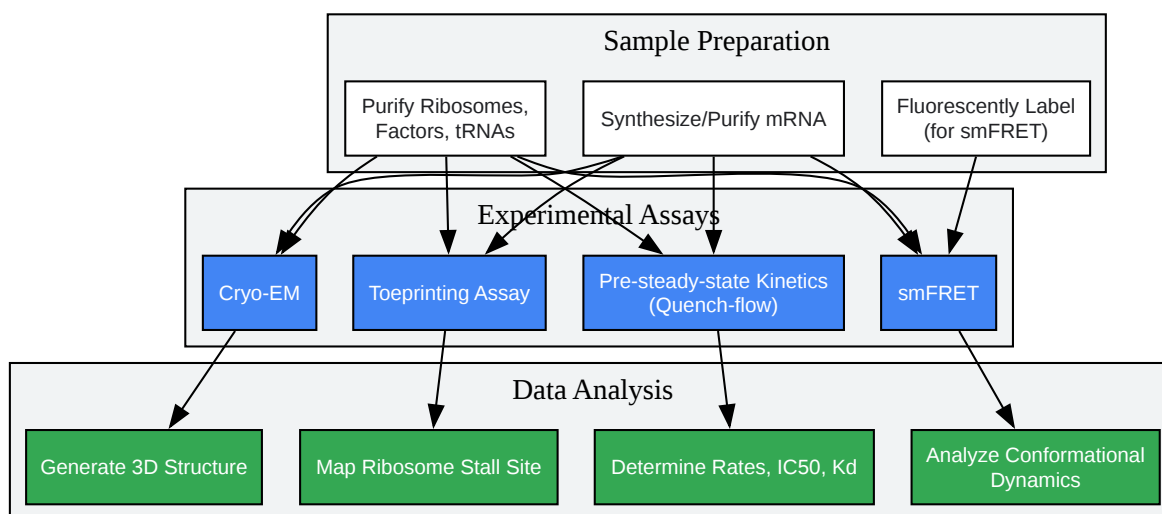 Sample Preparation
Purify Ribosomes,
Factors, tRNAs
Synthesize/Purify mRNA
Fluorescently Label
(for smFRET)
Experimental Assays
Cryo-EM
Toeprinting Assay
Pre-steady-state Kinetics
(Quench-flow)
smFRET
Data Analysis
Generate 3D Structure
Map Ribosome Stall Site
Determine Rates, IC50, Kd
Analyze Conformational
Dynamics